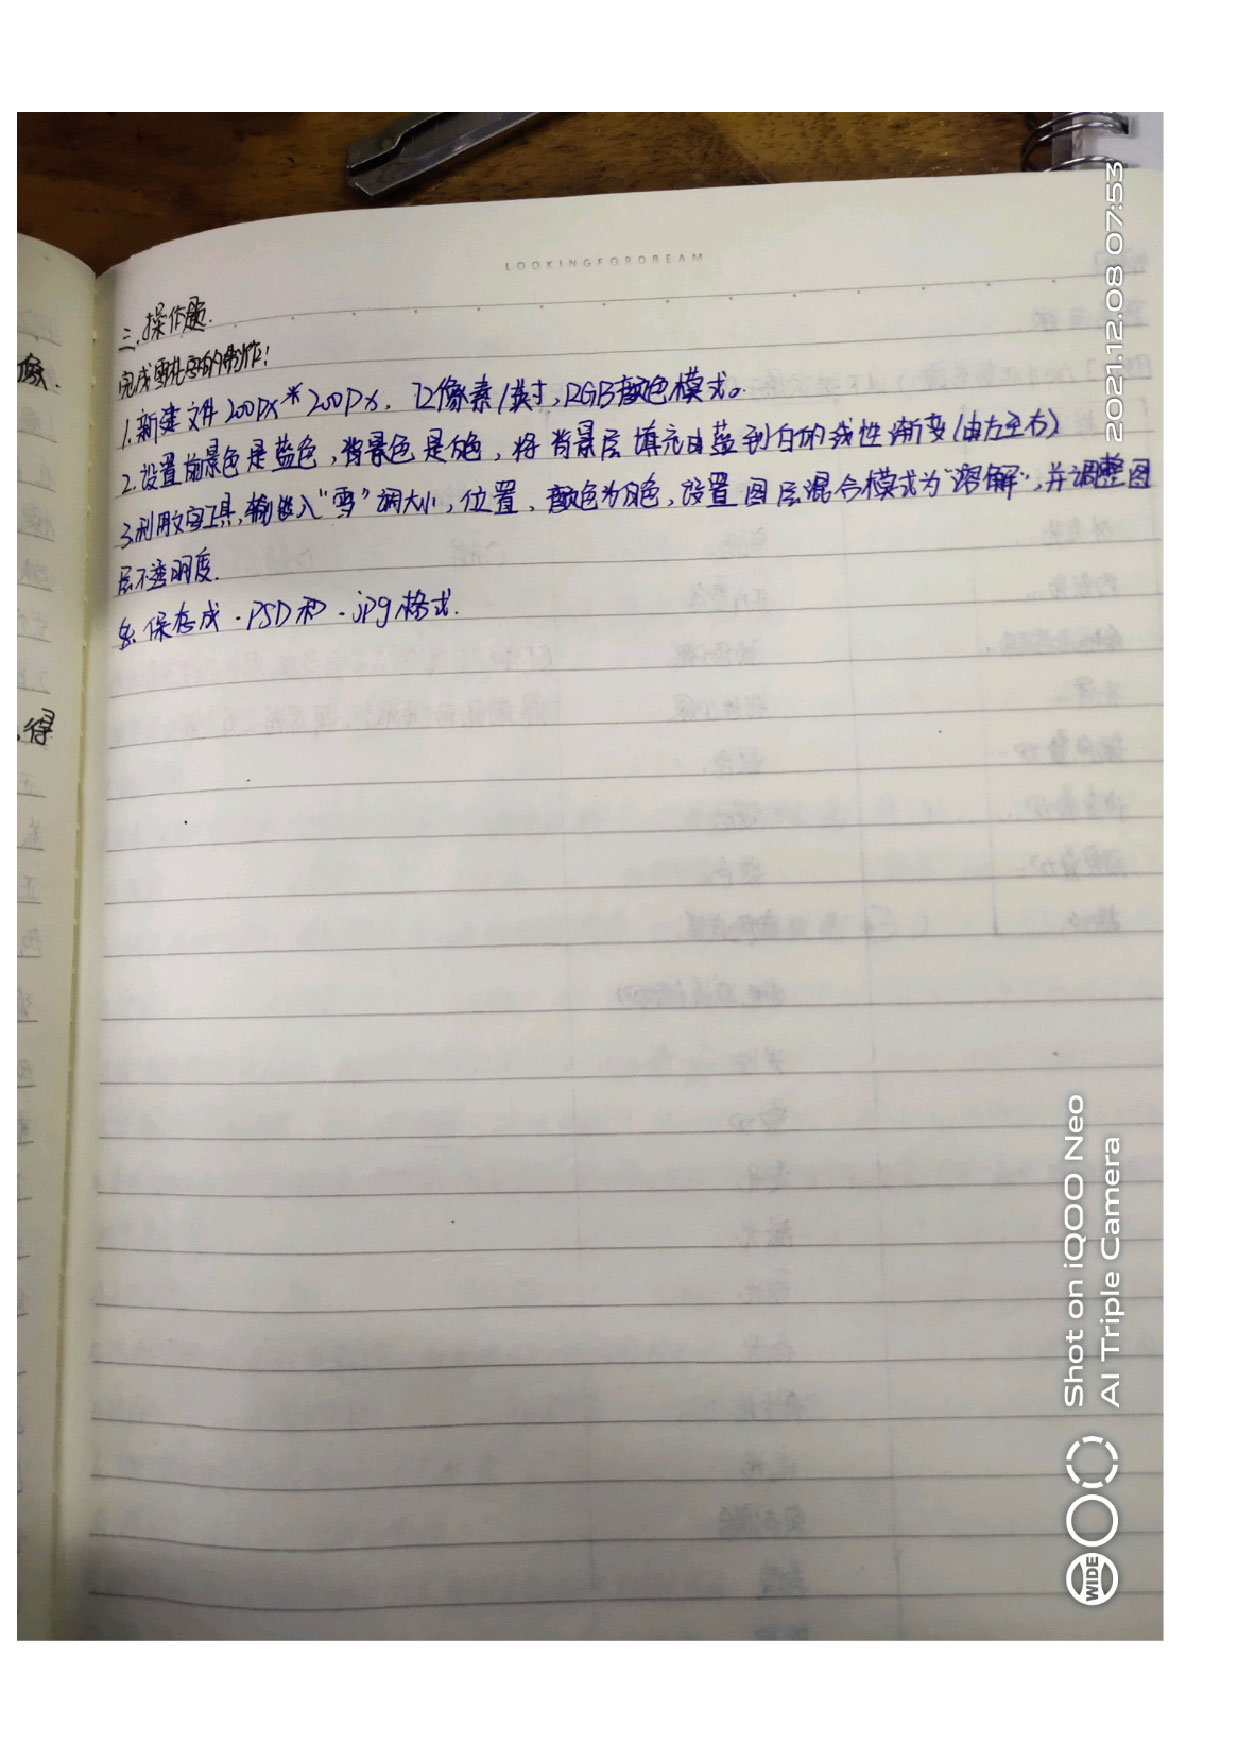 LOOKINGFORDREAM
三.操作题.
完成雪花字的制作!
1.新建文件200px*200px.72像素/英寸,RGB颜色模式。
2.设置前景色是蓝色,背景色是白色,将背景层填充由蓝到白的线性渐变(由左至右)
3.利用文字工具,输入"雪"调大小,位置、颜色为白色,设置图层混合模式为"溶解",并调整图
层不透明度.
保存成.PSD和.jpg格式.
得
2021.12.08 07:53
Shot on iQOO Neo
AI Triple Camera
WIDE